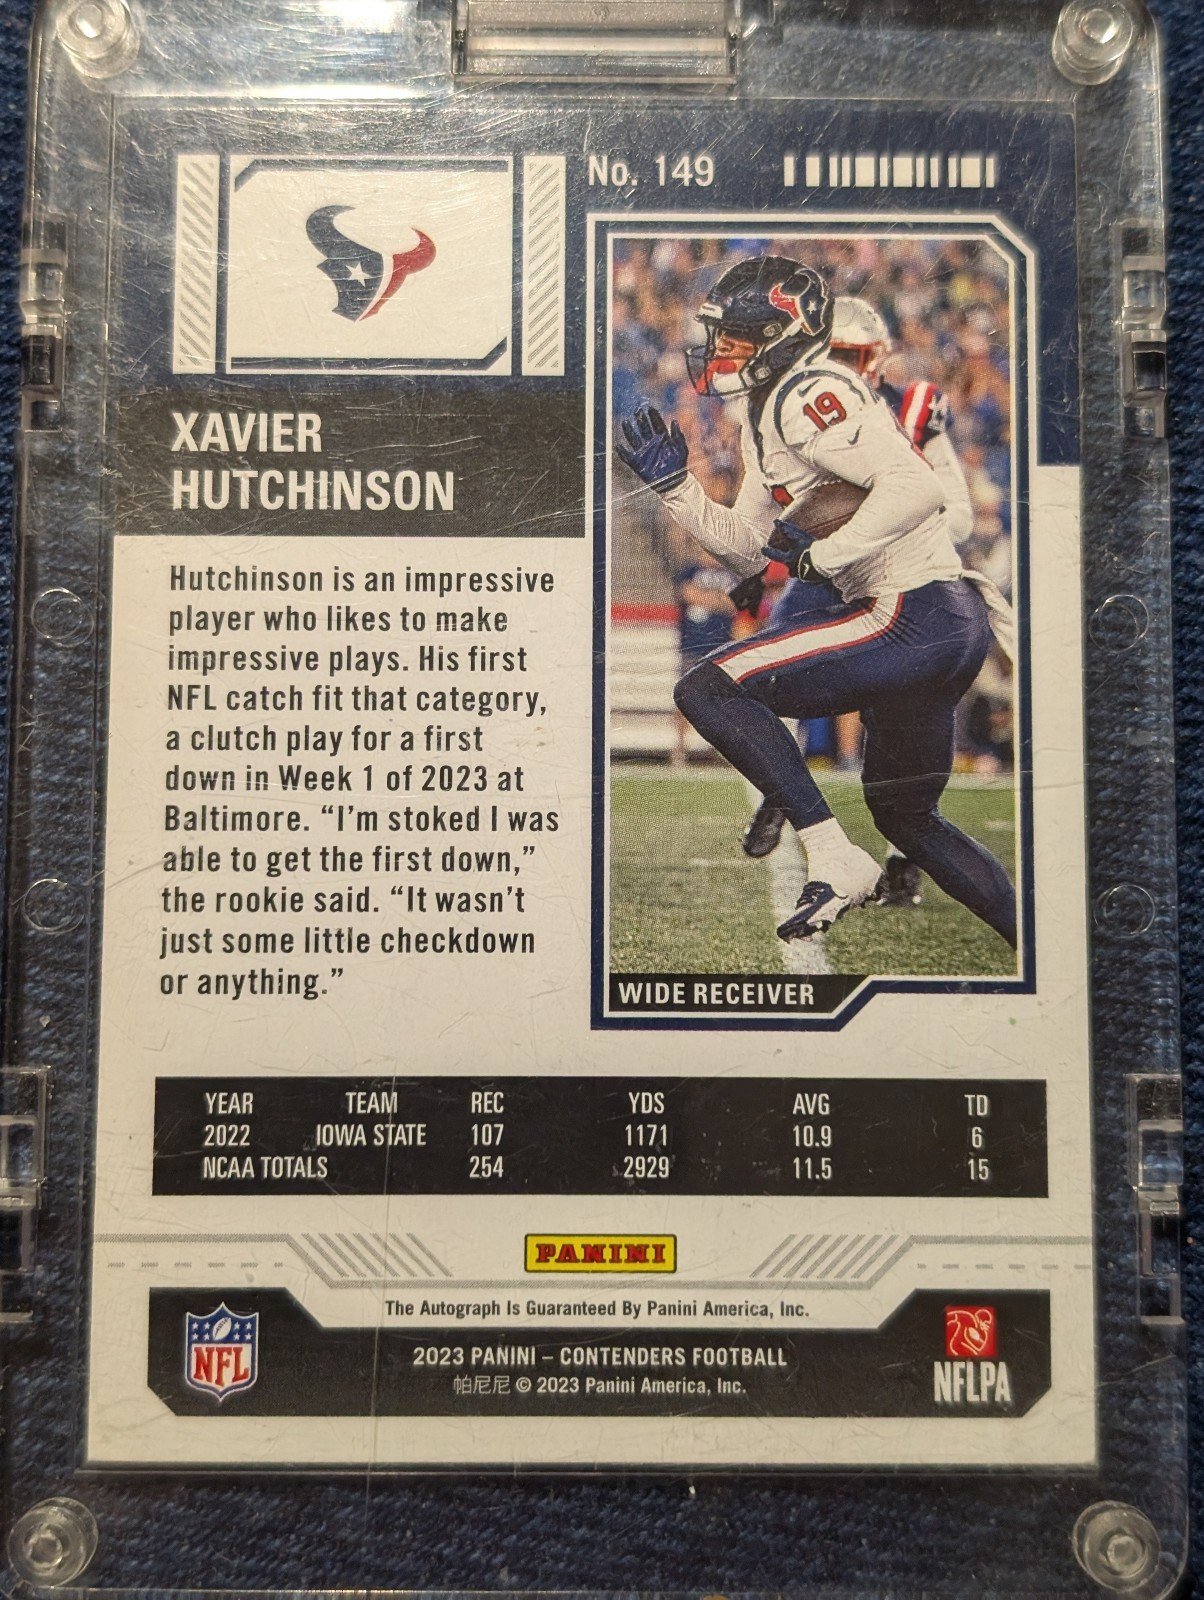 No. 149
19
XAVIER
HUTCHINSON
Hutchinson is an impressive
player who likes to make
impressive plays. His first
NFL catch fit that category,
a clutch play for a first
down in Week 1 of 2023 at
Baltimore. “I’m stoked I was
able to get the first down,”
the rookie said. “It wasn’t
just some little checkdown
or anything.”
WIDE RECEIVER
YEAR TEAM REC YDS AVG TD
2022 IOWA STATE 107 1171 10.9 6
NCAA TOTALS 254 2929 11.5 15
PANINI
The Autograph Is Guaranteed By Panini America, Inc.
NFL
2023 PANINI – CONTENDERS FOOTBALL
帕尼尼 © 2023 Panini America, Inc.
NFLPA